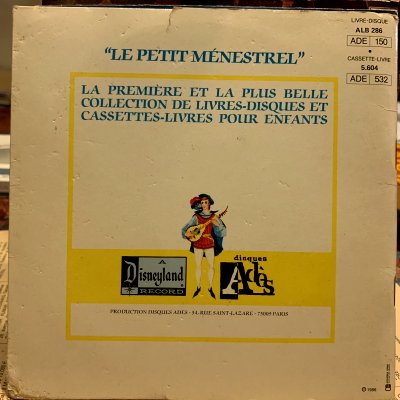 LIVRE-DISQUE
ALB 286
ADE 150
•
CASSETTE-LIVRE
5.604
ADE 532
“LE PETIT MÉNESTREL”
LA PREMIÈRE ET LA PLUS BELLE
COLLECTION DE LIVRES-DISQUES ET
CASSETTES-LIVRES POUR ENFANTS
Disneyland
RECORD
disques
Adès
PRODUCTION DISQUES ADÈS - 54, RUE SAINT-LAZARE - 75009 PARIS
© 1986